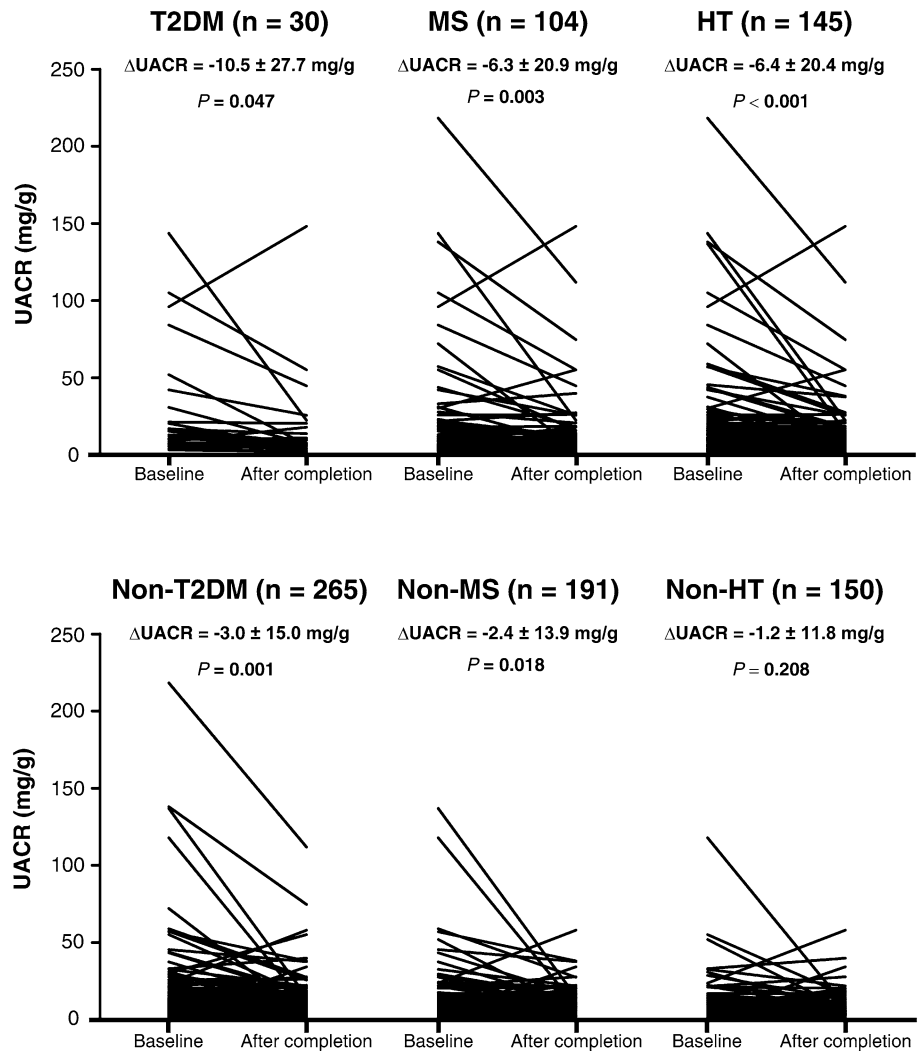 T2DM (n = 30) MS (n = 104) HT (n = 145)
ΔUACR = -10.5 ± 27.7 mg/g ΔUACR = -6.3 ± 20.9 mg/g ΔUACR = -6.4 ± 20.4 mg/g
P = 0.047 P = 0.003 P < 0.001
UACR (mg/g)
250
200
150
100
50
0
Baseline After completion Baseline After completion Baseline After completion
Non-T2DM (n = 265) Non-MS (n = 191) Non-HT (n = 150)
ΔUACR = -3.0 ± 15.0 mg/g ΔUACR = -2.4 ± 13.9 mg/g ΔUACR = -1.2 ± 11.8 mg/g
P = 0.001 P = 0.018 P = 0.208
UACR (mg/g)
250
200
150
100
50
0
Baseline After completion Baseline After completion Baseline After completion